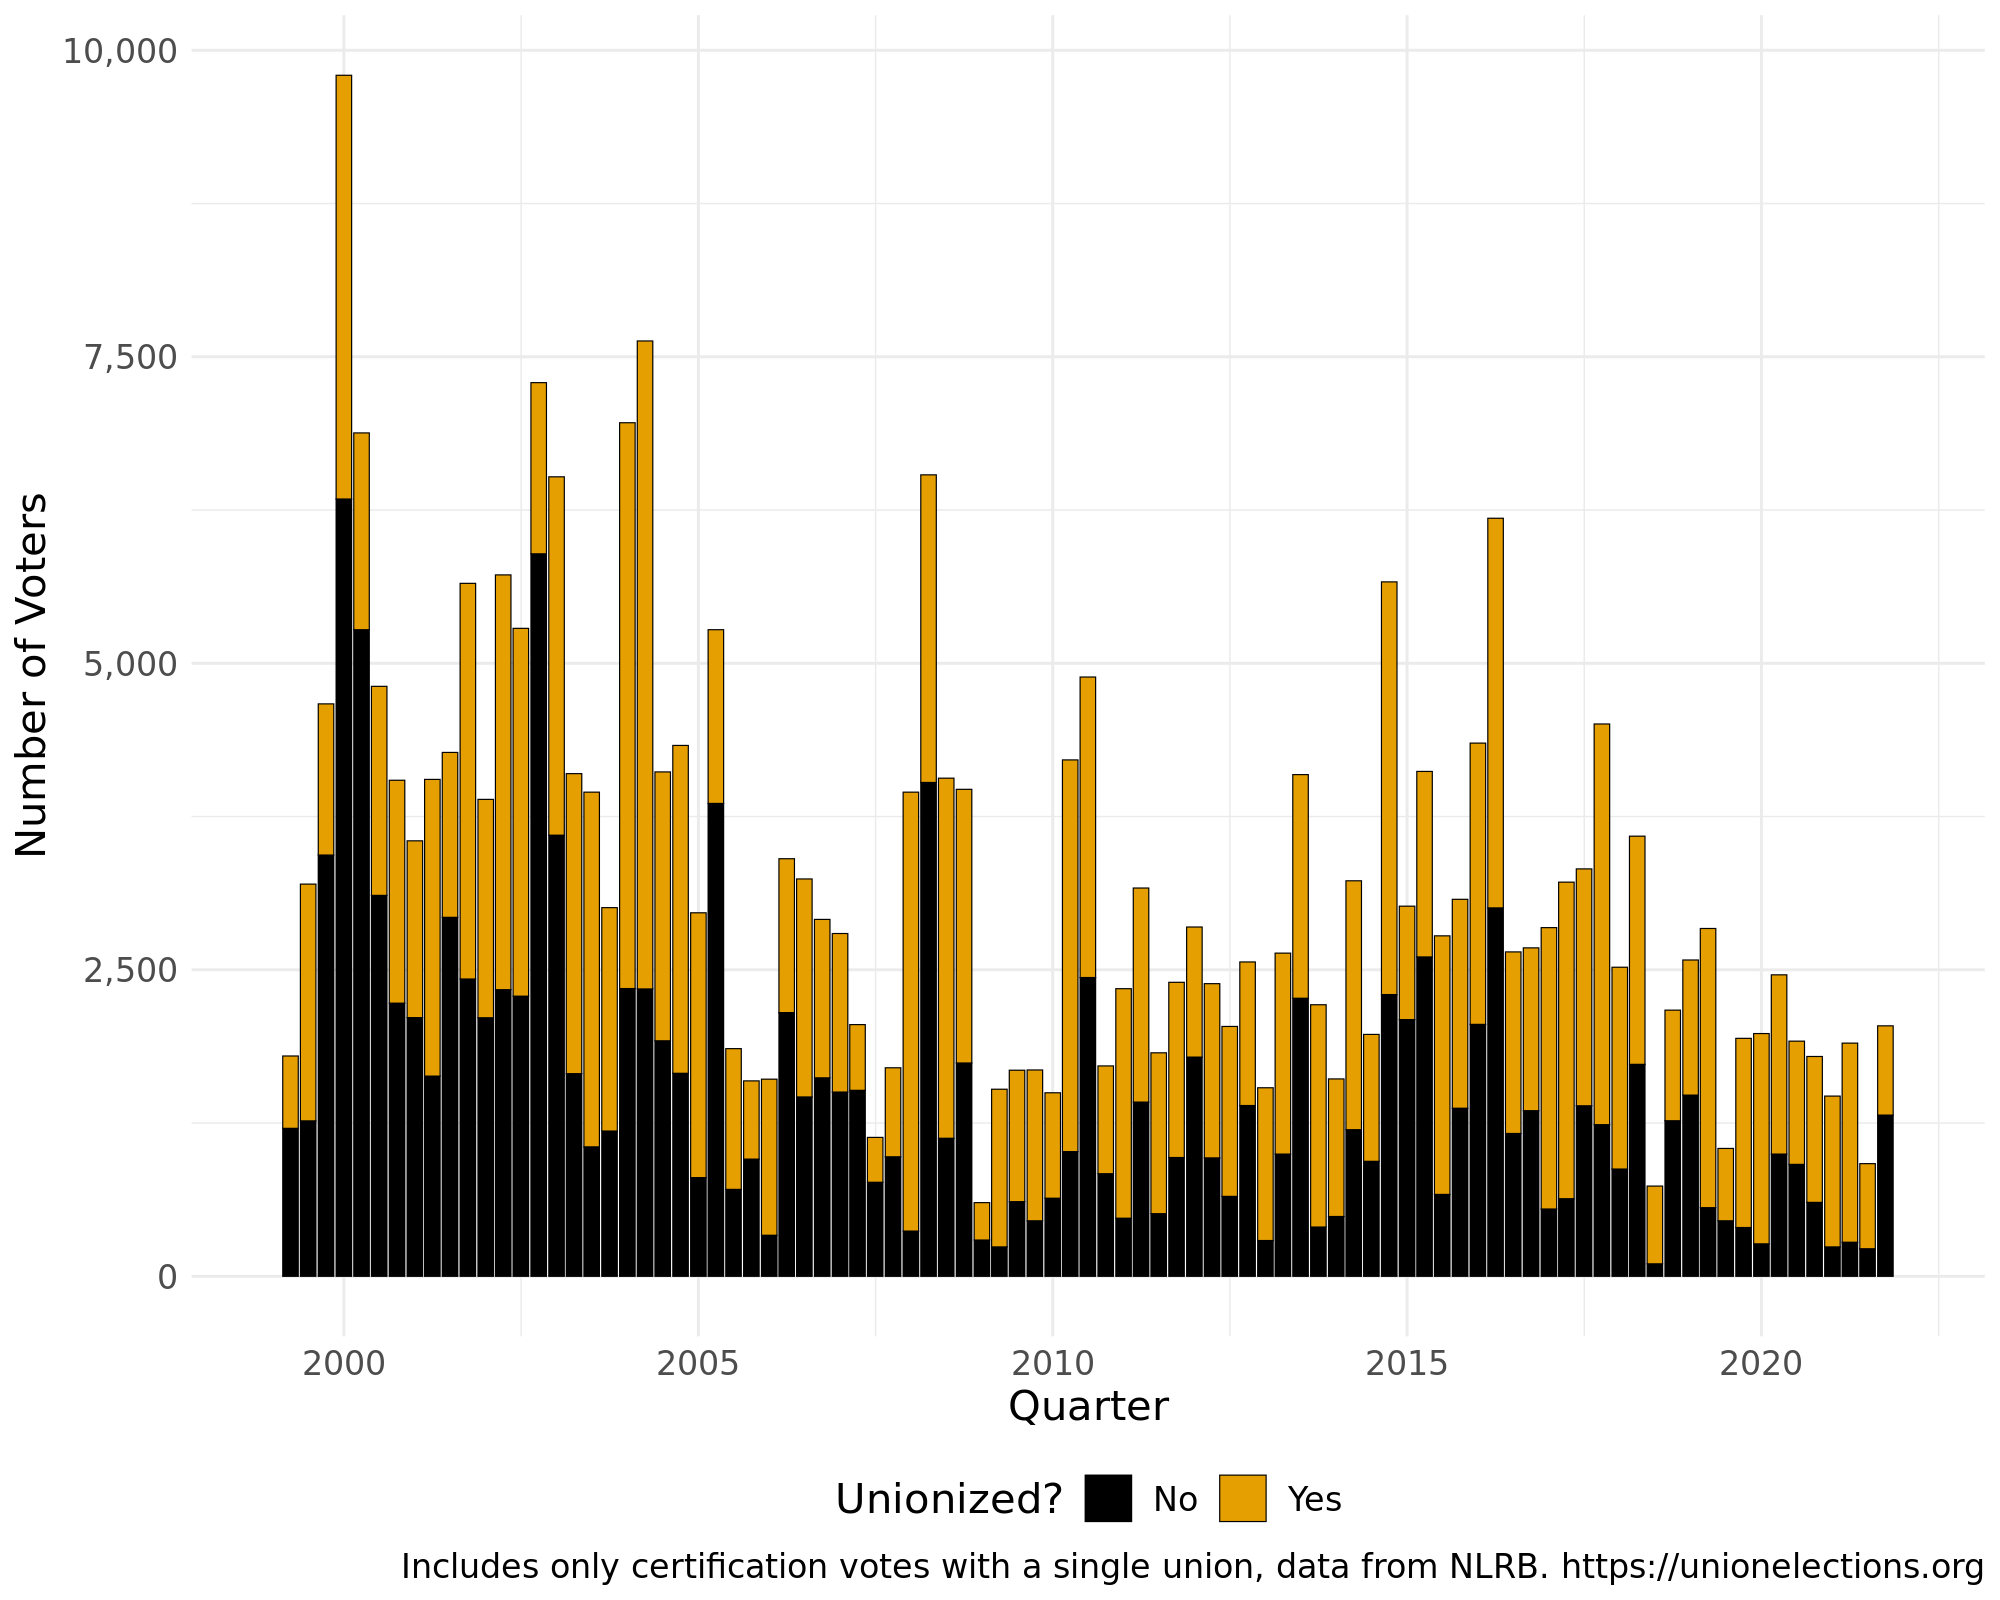 10,000
7,500
5,000
2,500
0
Number of Voters
2000 2005 2010 2015 2020
Quarter
Unionized? No Yes
Includes only certification votes with a single union, data from NLRB. https://unionelections.org